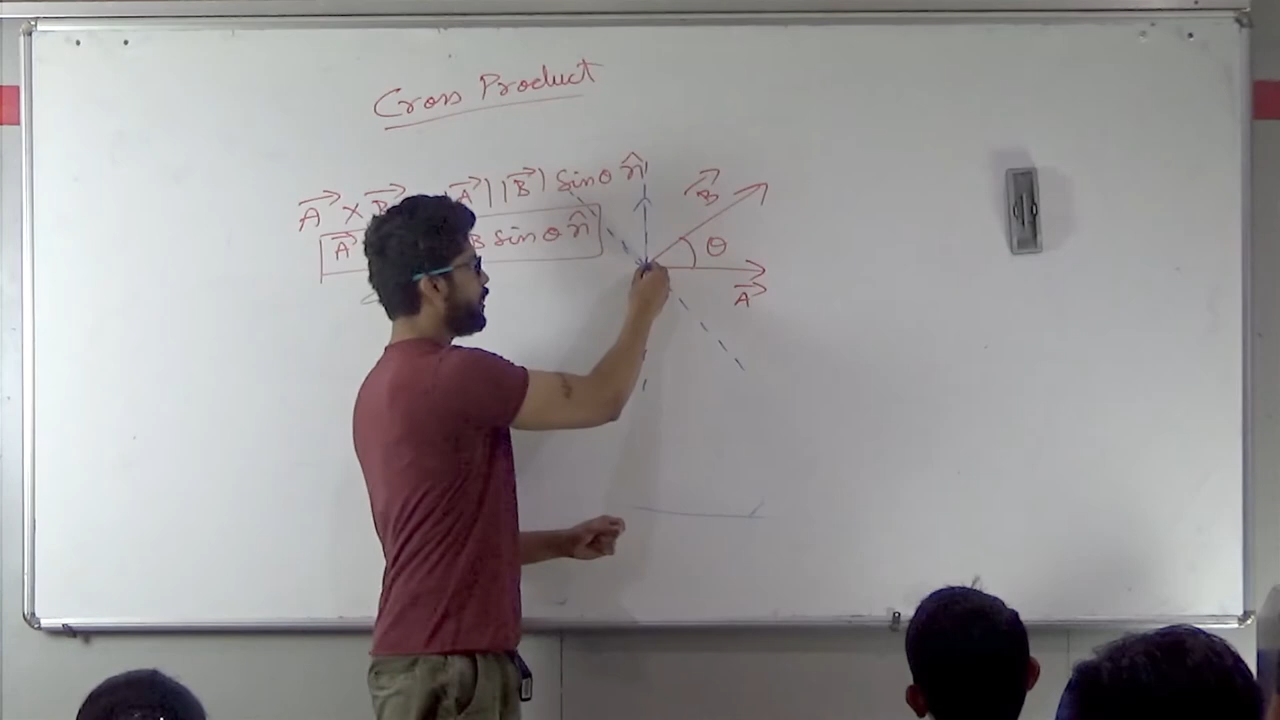 Cross Product
A⃗ × B⃗ |A⃗| |B⃗| sinθ n̂
A⃗ B sinθ n̂
B⃗
θ
A⃗